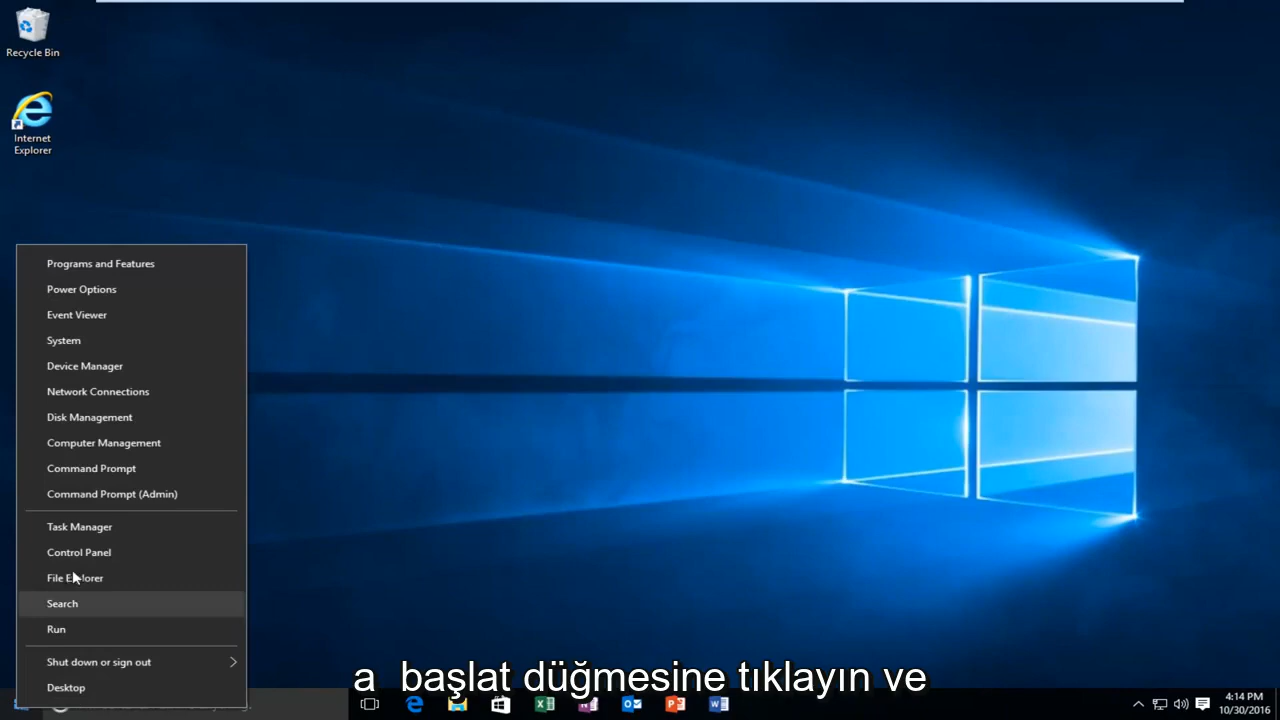 Recycle Bin
Internet
Explorer
Programs and Features
Power Options
Event Viewer
System
Device Manager
Network Connections
Disk Management
Computer Management
Command Prompt
Command Prompt (Admin)
Task Manager
Control Panel
File Explorer
Search
Run
Shut down or sign out
Desktop
a başlat düğmesine tıklayın ve
4:14 PM
10/30/2016